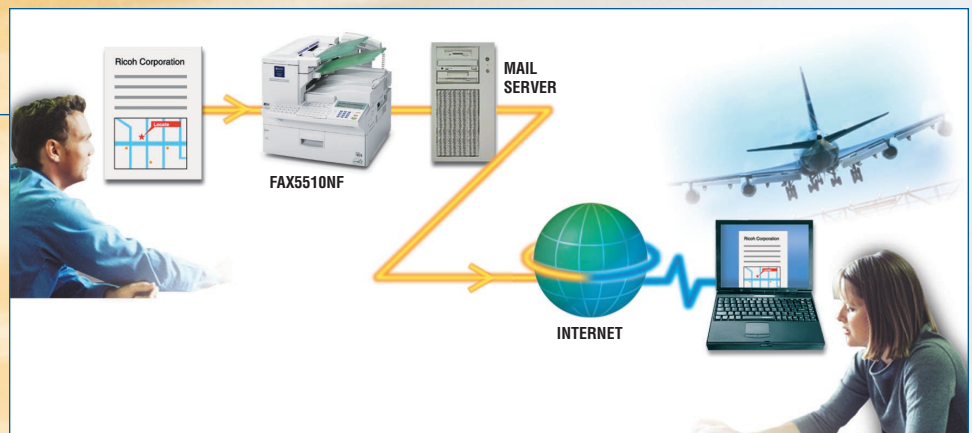 Ricoh Corporation
Locate
FAX5510NF
MAIL
SERVER
INTERNET
Ricoh Corporation